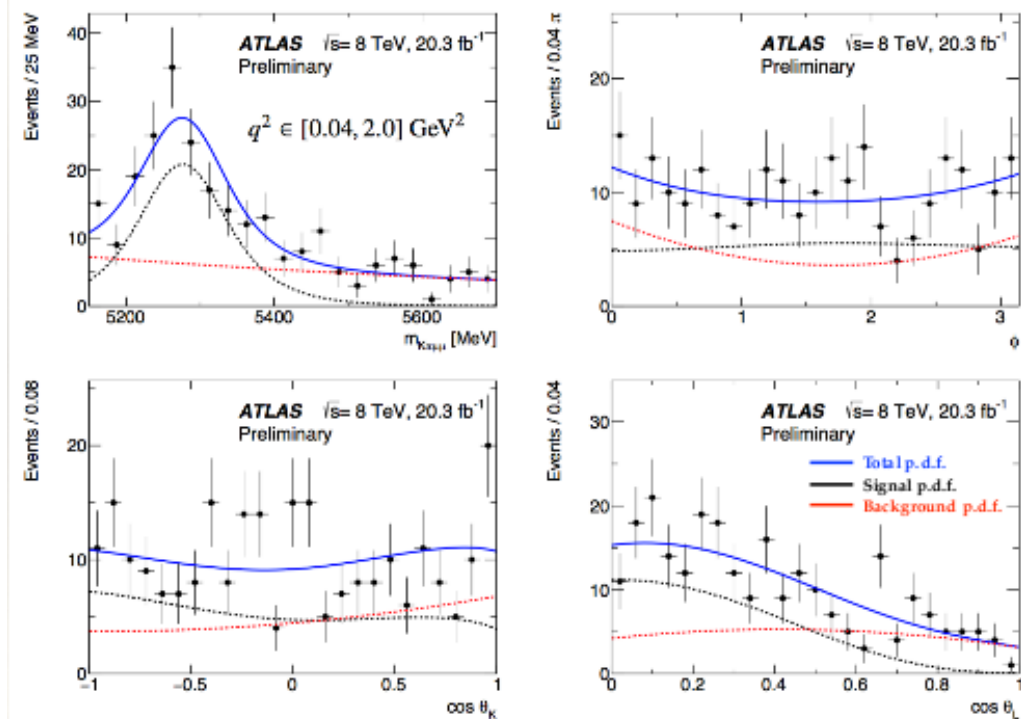 ATLAS √s= 8 TeV, 20.3 fb⁻¹
Preliminary
q² ∈ [0.04, 2.0] GeV²
Events / 25 MeV
40
30
20
10
0
5200 5400 5600
m_Kπμμ [MeV]
ATLAS √s= 8 TeV, 20.3 fb⁻¹
Preliminary
Events / 0.04 π
20
10
0
0 1 2 3
φ
ATLAS √s= 8 TeV, 20.3 fb⁻¹
Preliminary
Events / 0.08
20
10
0
-1 -0.5 0 0.5 1
cos θ_K
ATLAS √s= 8 TeV, 20.3 fb⁻¹
Preliminary
Total p.d.f.
Signal p.d.f.
Background p.d.f.
Events / 0.04
30
20
10
0
0 0.2 0.4 0.6 0.8 1
cos θ_L